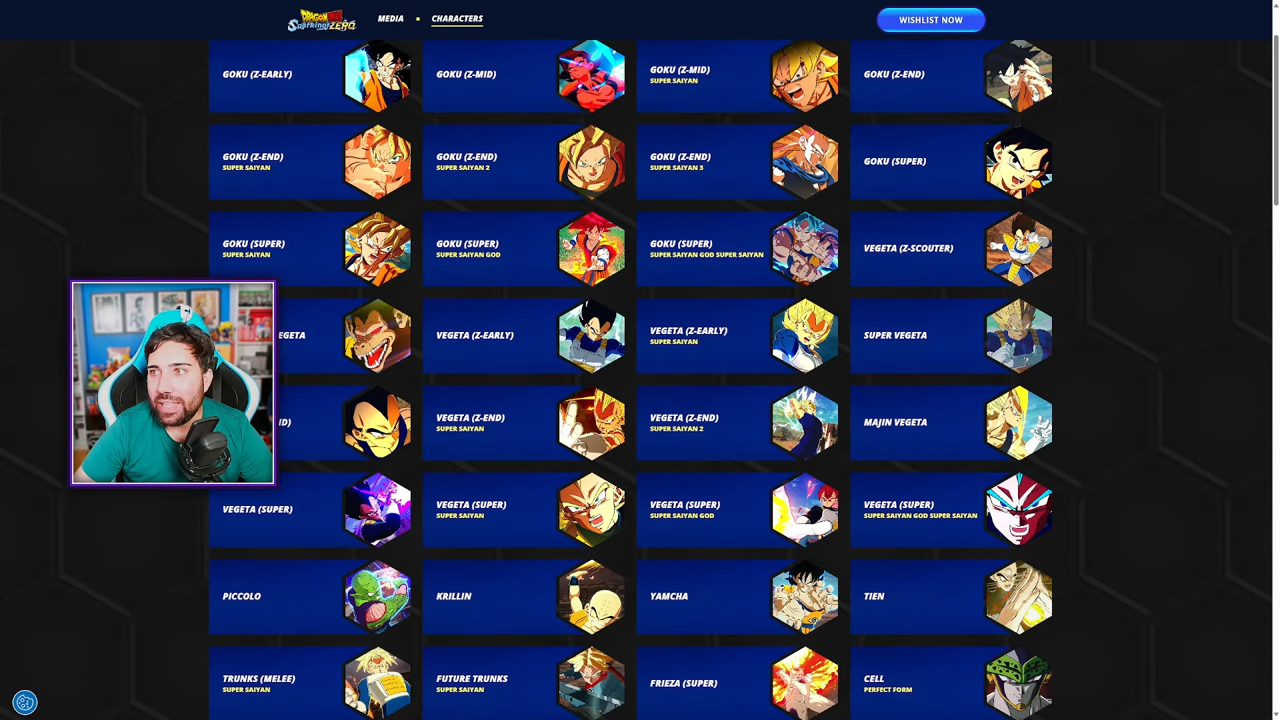 DRAGON BALL
Sparking! ZERO
MEDIA
CHARACTERS
WISHLIST NOW
GOKU (Z-EARLY)
GOKU (Z-MID)
GOKU (Z-MID)
SUPER SAIYAN
GOKU (Z-END)
GOKU (Z-END)
SUPER SAIYAN
GOKU (Z-END)
SUPER SAIYAN 2
GOKU (Z-END)
SUPER SAIYAN 3
GOKU (SUPER)
GOKU (SUPER)
SUPER SAIYAN
GOKU (SUPER)
SUPER SAIYAN GOD
GOKU (SUPER)
SUPER SAIYAN GOD SUPER SAIYAN
VEGETA (Z-SCOUTER)
EGETA
VEGETA (Z-EARLY)
VEGETA (Z-EARLY)
SUPER SAIYAN
SUPER VEGETA
ID)
VEGETA (Z-END)
SUPER SAIYAN
VEGETA (Z-END)
SUPER SAIYAN 2
MAJIN VEGETA
VEGETA (SUPER)
VEGETA (SUPER)
SUPER SAIYAN
VEGETA (SUPER)
SUPER SAIYAN GOD
VEGETA (SUPER)
SUPER SAIYAN GOD SUPER SAIYAN
PICCOLO
KRILLIN
YAMCHA
TIEN
TRUNKS (MELEE)
SUPER SAIYAN
FUTURE TRUNKS
SUPER SAIYAN
FRIEZA (SUPER)
CELL
PERFECT FORM